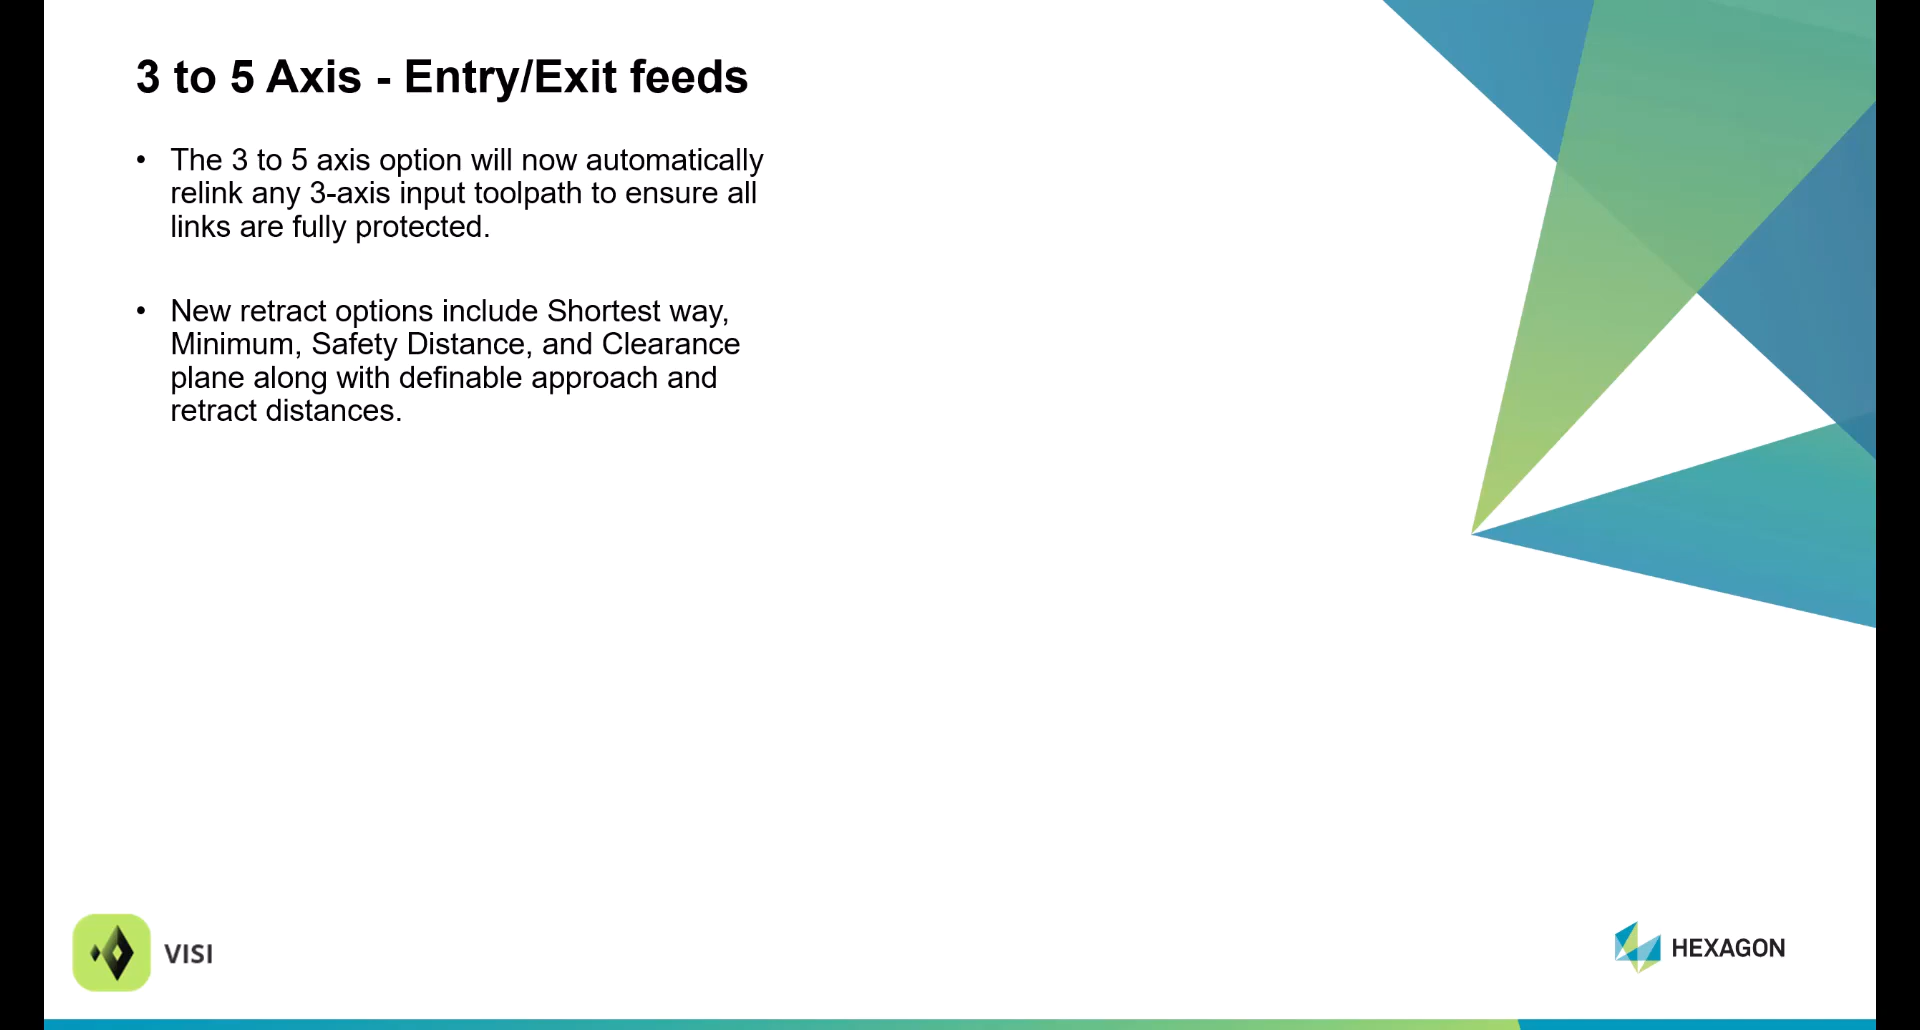 3 to 5 Axis - Entry/Exit feeds
• The 3 to 5 axis option will now automatically
relink any 3-axis input toolpath to ensure all
links are fully protected.
• New retract options include Shortest way,
Minimum, Safety Distance, and Clearance
plane along with definable approach and
retract distances.
VISI
HEXAGON